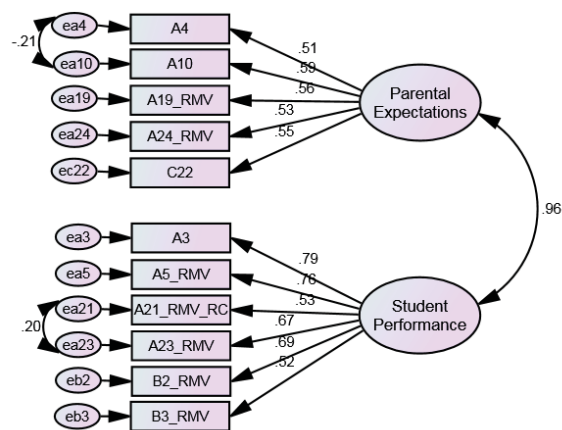 ea4
A4
-.21
ea10
A10
ea19
A19_RMV
ea24
A24_RMV
ec22
C22
.51
.59
.56
.53
.55
Parental
Expectations
.96
ea3
A3
ea5
A5_RMV
ea21
A21_RMV_RC
.20
ea23
A23_RMV
eb2
B2_RMV
eb3
B3_RMV
.79
.76
.53
.67
.69
.52
Student
Performance